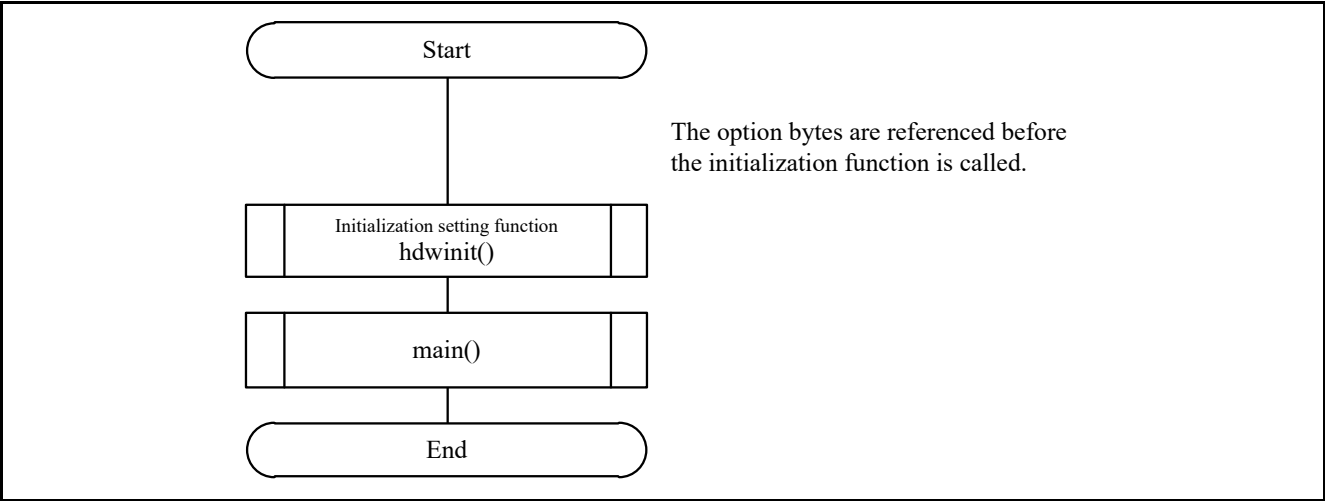 Start
The option bytes are referenced before
the initialization function is called.
Initialization setting function
hdwinit()
main()
End